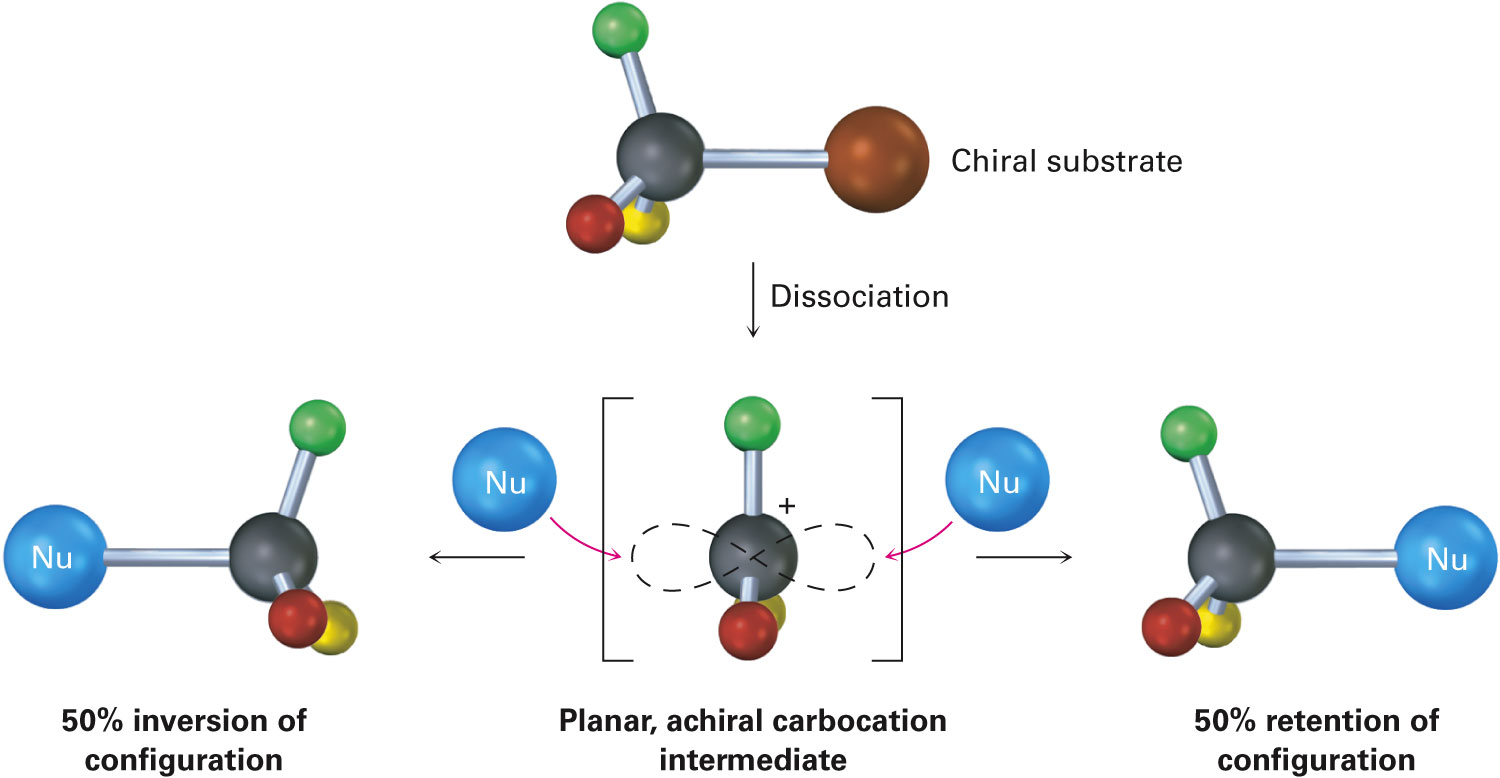 Chiral substrate
Dissociation
Nu
Nu
+
Nu
Nu
50% inversion of
configuration
Planar, achiral carbocation
intermediate
50% retention of
configuration